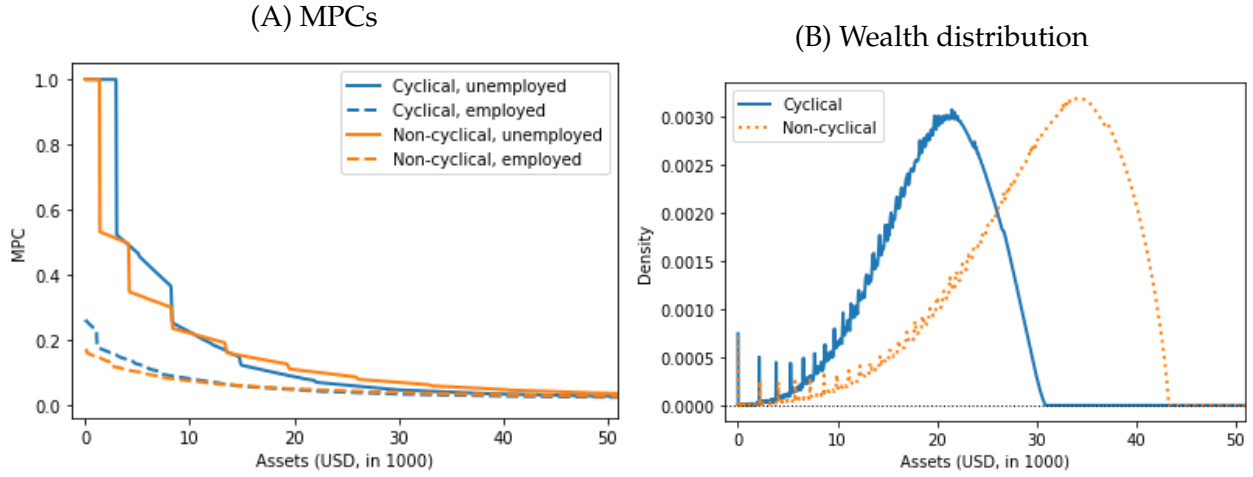 (A) MPCs
1.0
0.8
0.6
0.4
0.2
0.0
MPC
Cyclical, unemployed
Cyclical, employed
Non-cyclical, unemployed
Non-cyclical, employed
0 10 20 30 40 50
Assets (USD, in 1000)
(B) Wealth distribution
0.0030
0.0025
0.0020
0.0015
0.0010
0.0005
0.0000
Density
Cyclical
Non-cyclical
0 10 20 30 40 50
Assets (USD, in 1000)